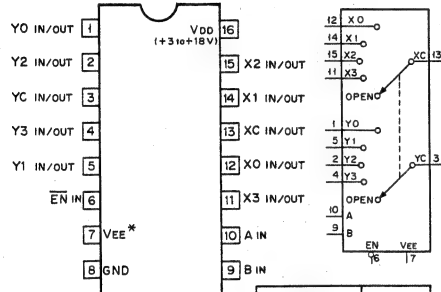 Y0 IN/OUT 1
Y2 IN/OUT 2
YC IN/OUT 3
Y3 IN/OUT 4
Y1 IN/OUT 5
EN IN 6
7 VEE*
8 GND
VDD 16
(+3 to +18V)
15 X2 IN/OUT
14 X1 IN/OUT
13 XC IN/OUT
12 X0 IN/OUT
11 X3 IN/OUT
10 A IN
9 B IN
12 X0
14 X1
15 X2
11 X3
XC 13
OPEN
1 Y0
5 Y1
2 Y2
4 Y3
YC 3
OPEN
10 A
9 B
EN VEE
6 7